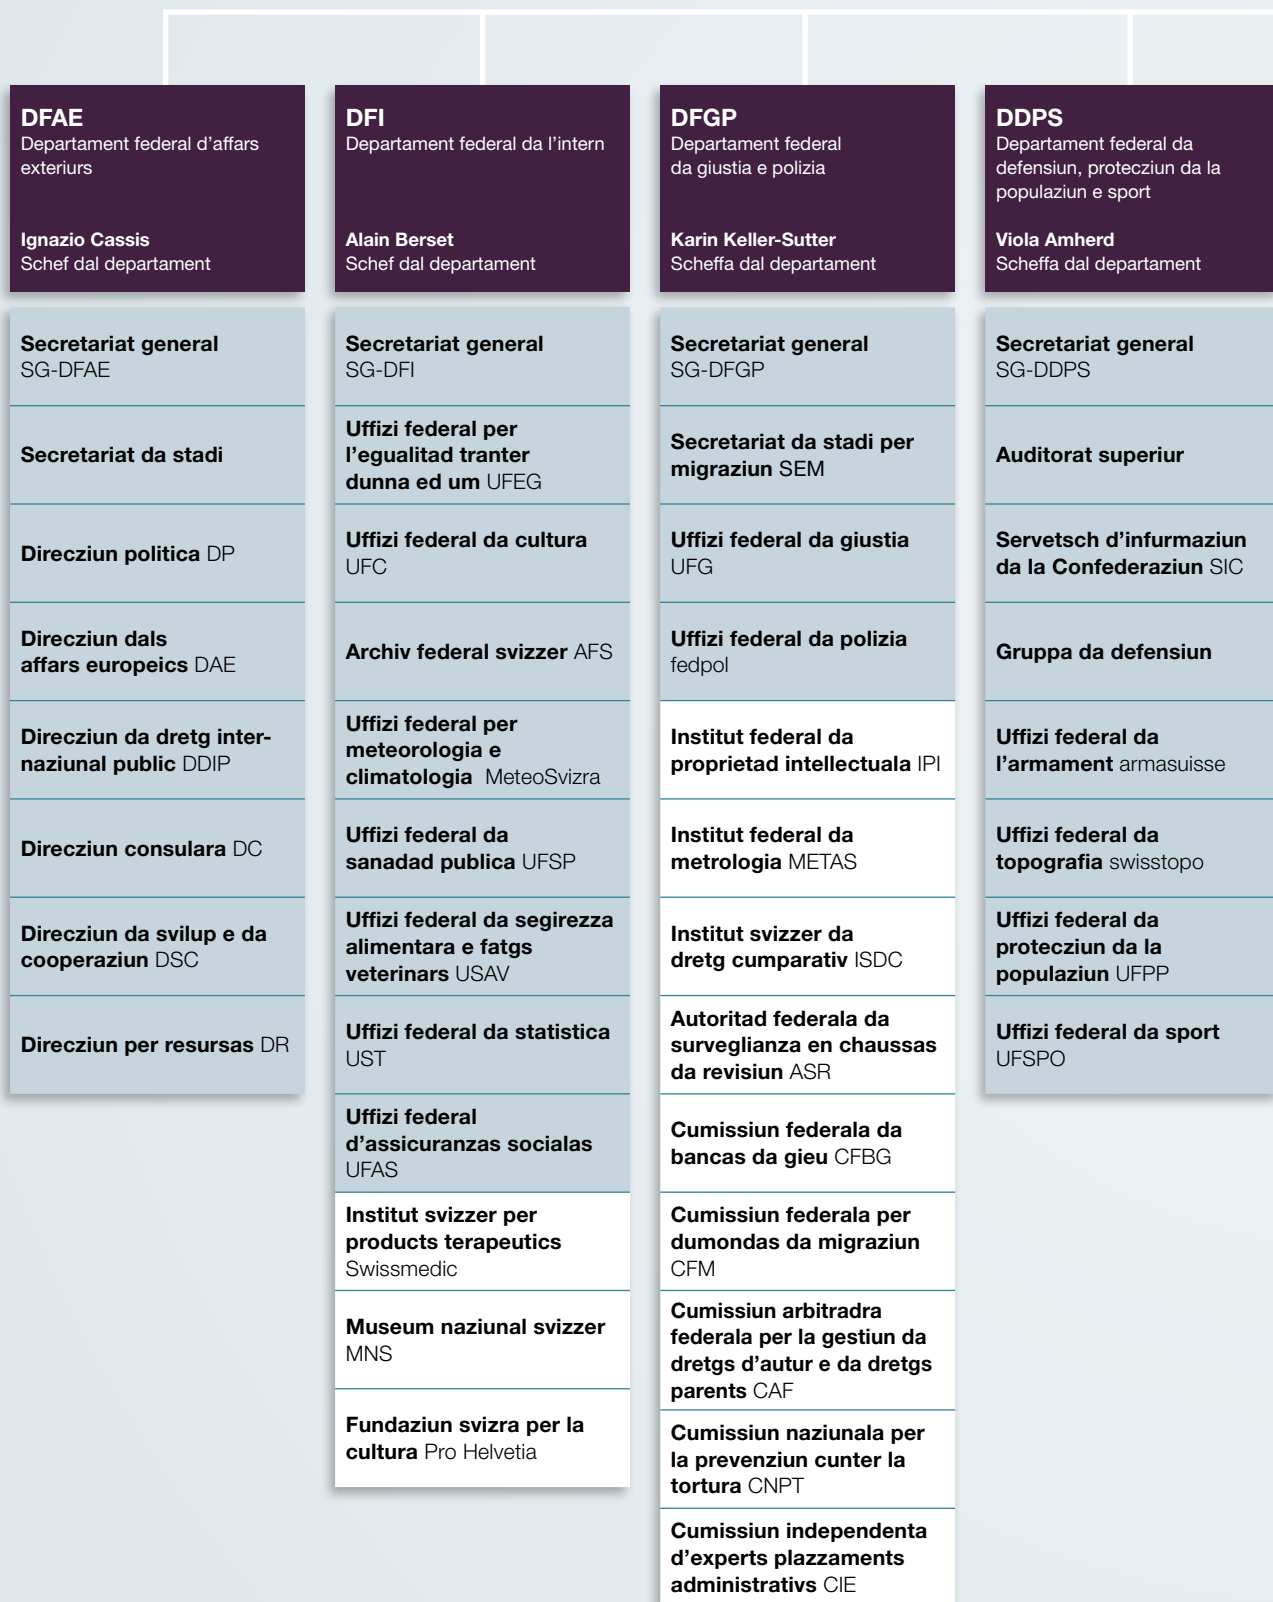 DFAE
Departament federal d'affars
exteriurs
Ignazio Cassis
Schef dal departament
Secretariat general
SG-DFAE
Secretariat da stadi
Direcziun politica DP
Direcziun dals
affars europeics DAE
Direcziun da dretg inter-
naziunal public DDIP
Direcziun consulara DC
Direcziun da svilup e da
cooperaziun DSC
Direcziun per resursas DR
DFI
Departament federal da l'intern
Alain Berset
Schef dal departament
Secretariat general
SG-DFI
Uffizi federal per
l'egualitad tranter
dunna ed um UFEG
Uffizi federal da cultura
UFC
Archiv federal svizzer AFS
Uffizi federal per
meteorologia e
climatologia MeteoSvizra
Uffizi federal da
sanadad publica UFSP
Uffizi federal da segirezza
alimentara e fatgs
veterinars USAV
Uffizi federal da statistica
UST
Uffizi federal
d'assicuranzas socialas
UFAS
Institut svizzer per
products terapeutics
Swissmedic
Museum naziunal svizzer
MNS
Fundaziun svizra per la
cultura Pro Helvetia
DFGP
Departament federal
da giustia e polizia
Karin Keller-Sutter
Scheffa dal departament
Secretariat general
SG-DFGP
Secretariat da stadi per
migraziun SEM
Uffizi federal da giustia
UFG
Uffizi federal da polizia
fedpol
Institut federal da
proprietad intellectuala IPI
Institut federal da
metrologia METAS
Institut svizzer da
dretg cumparativ ISDC
Autoritad federala da
surveglianza en chaussas
da revisiun ASR
Cumissiun federala da
bancas da gieu CFBG
Cumissiun federala per
dumondas da migraziun
CFM
Cumissiun arbitradra
federala per la gestiun da
dretgs d'autur e da dretgs
parents CAF
Cumissiun naziunala per
la prevenziun cunter la
tortura CNPT
Cumissiun independenta
d'experts plazzaments
administrativs CIE
DDPS
Departament federal da
defensiun, protecziun da la
populaziun e sport
Viola Amherd
Scheffa dal departament
Secretariat general
SG-DDPS
Auditorat superiur
Servetsch d'infurmaziun
da la Confederaziun SIC
Gruppa da defensiun
Uffizi federal da
l'armament armasuisse
Uffizi federal da
topografia swisstopo
Uffizi federal da
protecziun da la
populaziun UFPP
Uffizi federal da sport
UFSPO